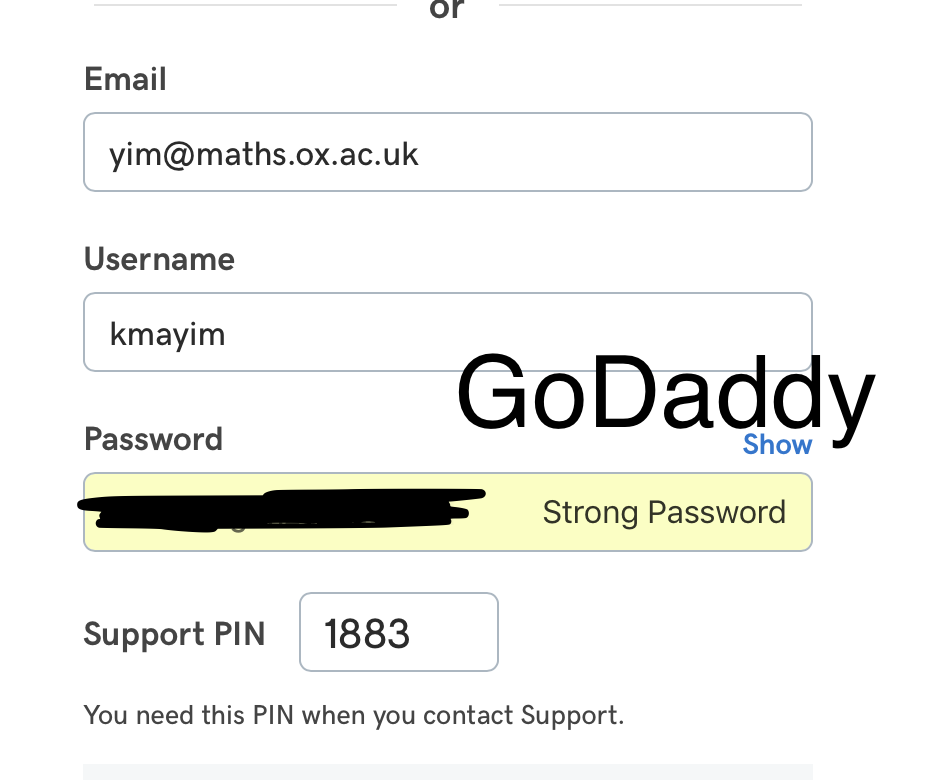 or
Email
yim@maths.ox.ac.uk
Username
kmayim
GoDaddy
Password
Show
Strong Password
Support PIN
1883
You need this PIN when you contact Support.